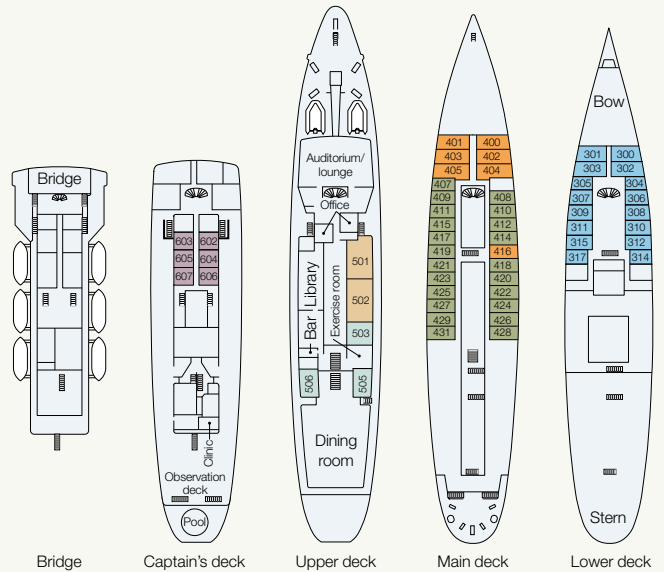 Bridge
603 602
605 604
607 606
Clinic
Observation
deck
Pool
Auditorium/
lounge
Office
Library
Bar
Exercise room
501
502
503
506
505
Dining
room
401 400
403 402
405 404
407
409 408
411 410
415 412
417 414
419 416
421 418
423 420
425 422
427 424
429 426
431 428
Bow
301 300
303 302
305 304
307 306
309 308
311 310
315 312
317 314
Stern
Bridge
Captain's deck
Upper deck
Main deck
Lower deck